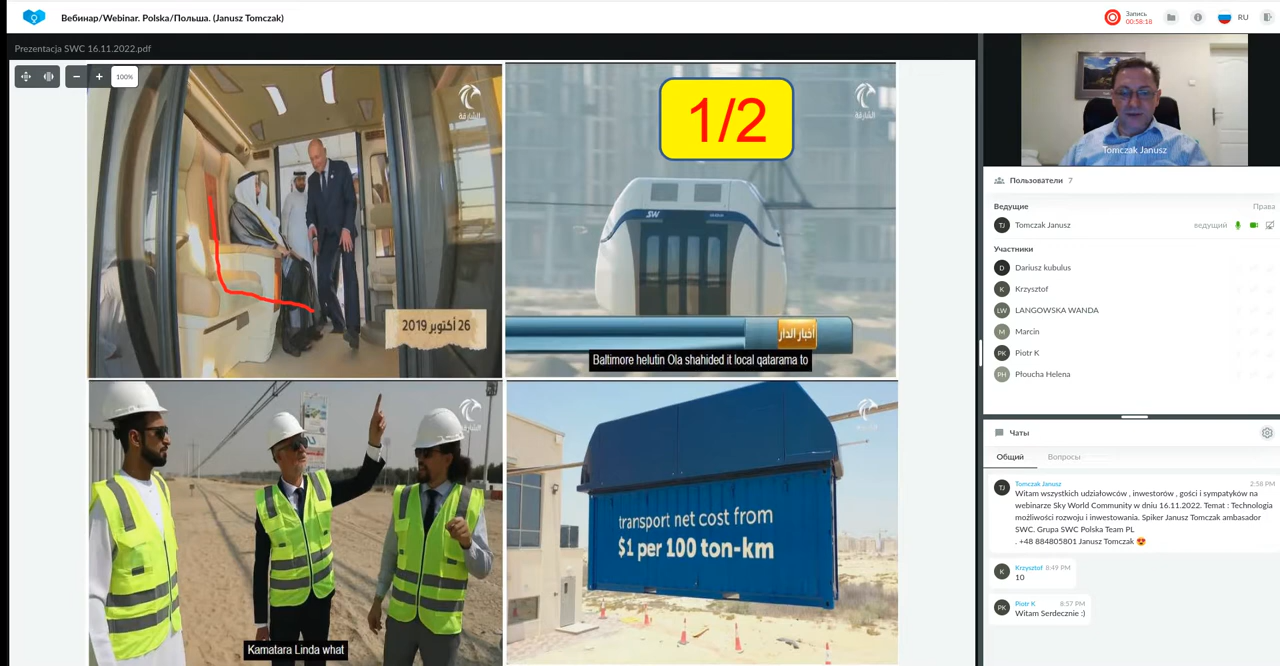 Вебинар/Webinar. Polska/Польша. (Janusz Tomczak)
Запись
00:58:18
RU
Prezentacja SWC 16.11.2022.pdf
100%
الشارقة
26 أكتوبر 2019
1/2
الشارقة
SW
أخبار الدار
Baltimore helutin Ola shahided it local qatarama to
الشارقة
Kamatara Linda what
transport net cost from
$1 per 100 ton-km
Tomczak Janusz
Пользователи 7
Ведущие
Права
TJ
Tomczak Janusz
ведущий
Участники
D
Dariusz kubulus
K
Krzysztof
LW
LANGOWSKA WANDA
M
Marcin
PK
Piotr K
PH
Płoucha Helena
Чаты
Общий
Вопросы
TJ
Tomczak Janusz
2:58 PM
Witam wszystkich udziałowców , inwestorów , gości i sympatyków na
webinarze Sky World Community w dniu 16.11.2022. Temat : Technologia
możliwości rozwoju i inwestowania. Spiker Janusz Tomczak ambasador
SWC. Grupa SWC Polska Team PL
. +48 884805801 Janusz Tomczak 😍
K
Krzysztof 8:49 PM
10
PK
Piotr K 8:57 PM
Witam Serdecznie :)